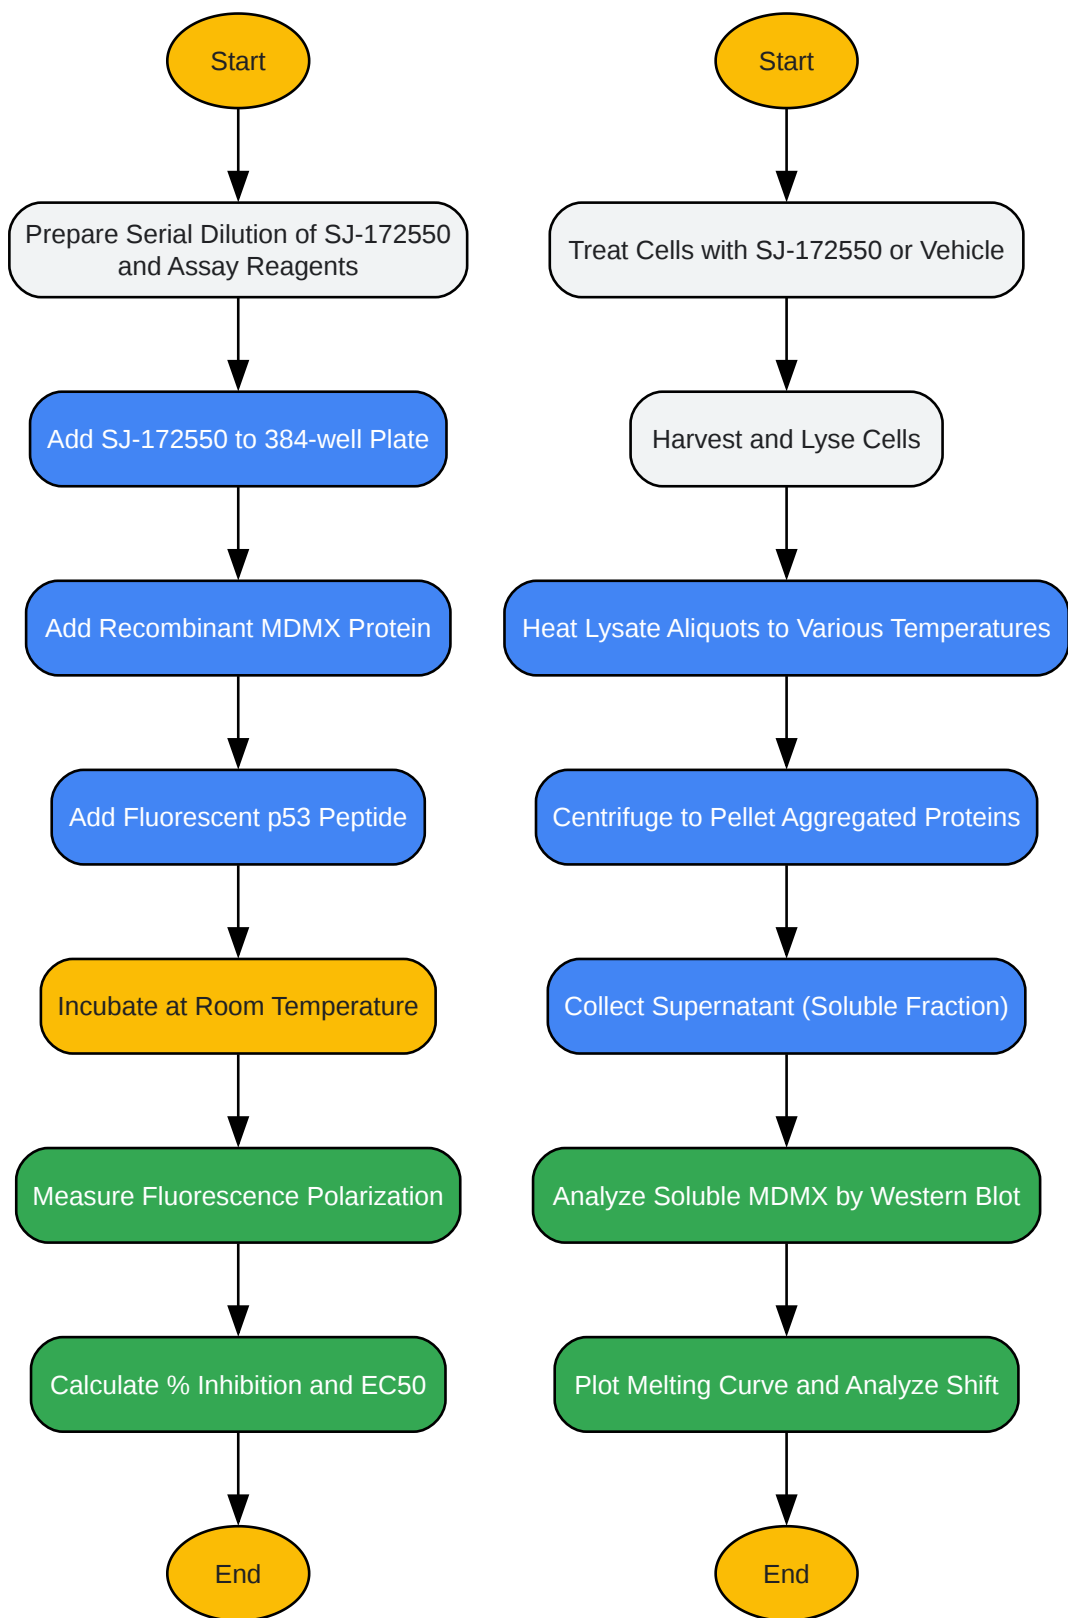 Start
Prepare Serial Dilution of SJ-172550
and Assay Reagents
Add SJ-172550 to 384-well Plate
Add Recombinant MDMX Protein
Add Fluorescent p53 Peptide
Incubate at Room Temperature
Measure Fluorescence Polarization
Calculate % Inhibition and EC50
End
Start
Treat Cells with SJ-172550 or Vehicle
Harvest and Lyse Cells
Heat Lysate Aliquots to Various Temperatures
Centrifuge to Pellet Aggregated Proteins
Collect Supernatant (Soluble Fraction)
Analyze Soluble MDMX by Western Blot
Plot Melting Curve and Analyze Shift
End